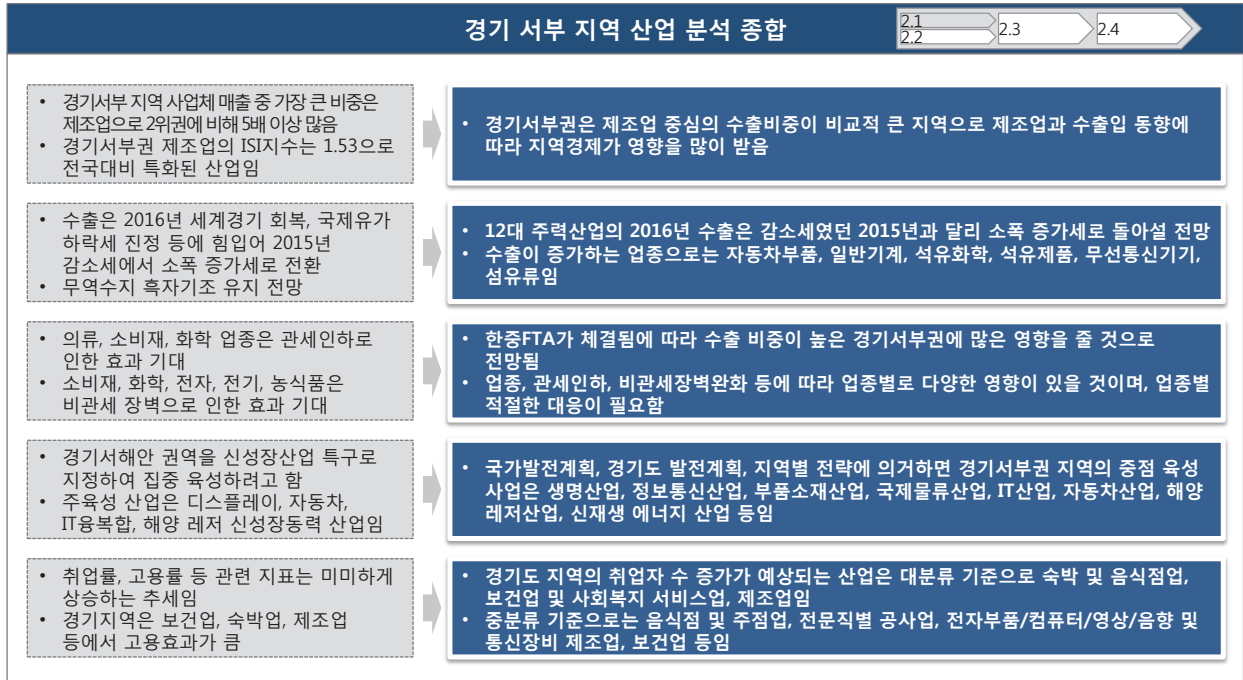 경기 서부 지역 산업 분석 종합
2.1
2.2
2.3
2.4
• 경기서부 지역 사업체 매출 중 가장 큰 비중은
제조업으로 2위권에 비해 5배 이상 많음
• 경기서부권 제조업의 ISI지수는 1.53으로
전국대비 특화된 산업임
• 경기서부권은 제조업 중심의 수출비중이 비교적 큰 지역으로 제조업과 수출입 동향에
따라 지역경제가 영향을 많이 받음
• 수출은 2016년 세계경기 회복, 국제유가
하락세 진정 등에 힘입어 2015년
감소세에서 소폭 증가세로 전환
• 무역수지 흑자기조 유지 전망
• 12대 주력산업의 2016년 수출은 감소세였던 2015년과 달리 소폭 증가세로 돌아설 전망
• 수출이 증가하는 업종으로는 자동차부품, 일반기계, 석유화학, 석유제품, 무선통신기기,
섬유류임
• 의류, 소비재, 화학 업종은 관세인하로
인한 효과 기대
• 소비재, 화학, 전자, 전기, 농식품은
비관세 장벽으로 인한 효과 기대
• 한중FTA가 체결됨에 따라 수출 비중이 높은 경기서부권에 많은 영향을 줄 것으로
전망됨
• 업종, 관세인하, 비관세장벽완화 등에 따라 업종별로 다양한 영향이 있을 것이며, 업종별
적절한 대응이 필요함
• 경기서해안 권역을 신성장산업 특구로
지정하여 집중 육성하려고 함
• 주육성 산업은 디스플레이, 자동차,
IT융복합, 해양 레저 신성장동력 산업임
• 국가발전계획, 경기도 발전계획, 지역별 전략에 의거하면 경기서부권 지역의 중점 육성
사업은 생명산업, 정보통신산업, 부품소재산업, 국제물류산업, IT산업, 자동차산업, 해양
레저산업, 신재생 에너지 산업 등임
• 취업률, 고용률 등 관련 지표는 미미하게
상승하는 추세임
• 경기지역은 보건업, 숙박업, 제조업
등에서 고용효과가 큼
• 경기도 지역의 취업자 수 증가가 예상되는 산업은 대분류 기준으로 숙박 및 음식점업,
보건업 및 사회복지 서비스업, 제조업임
• 중분류 기준으로는 음식점 및 주점업, 전문직별 공사업, 전자부품/컴퓨터/영상/음향 및
통신장비 제조업, 보건업 등임